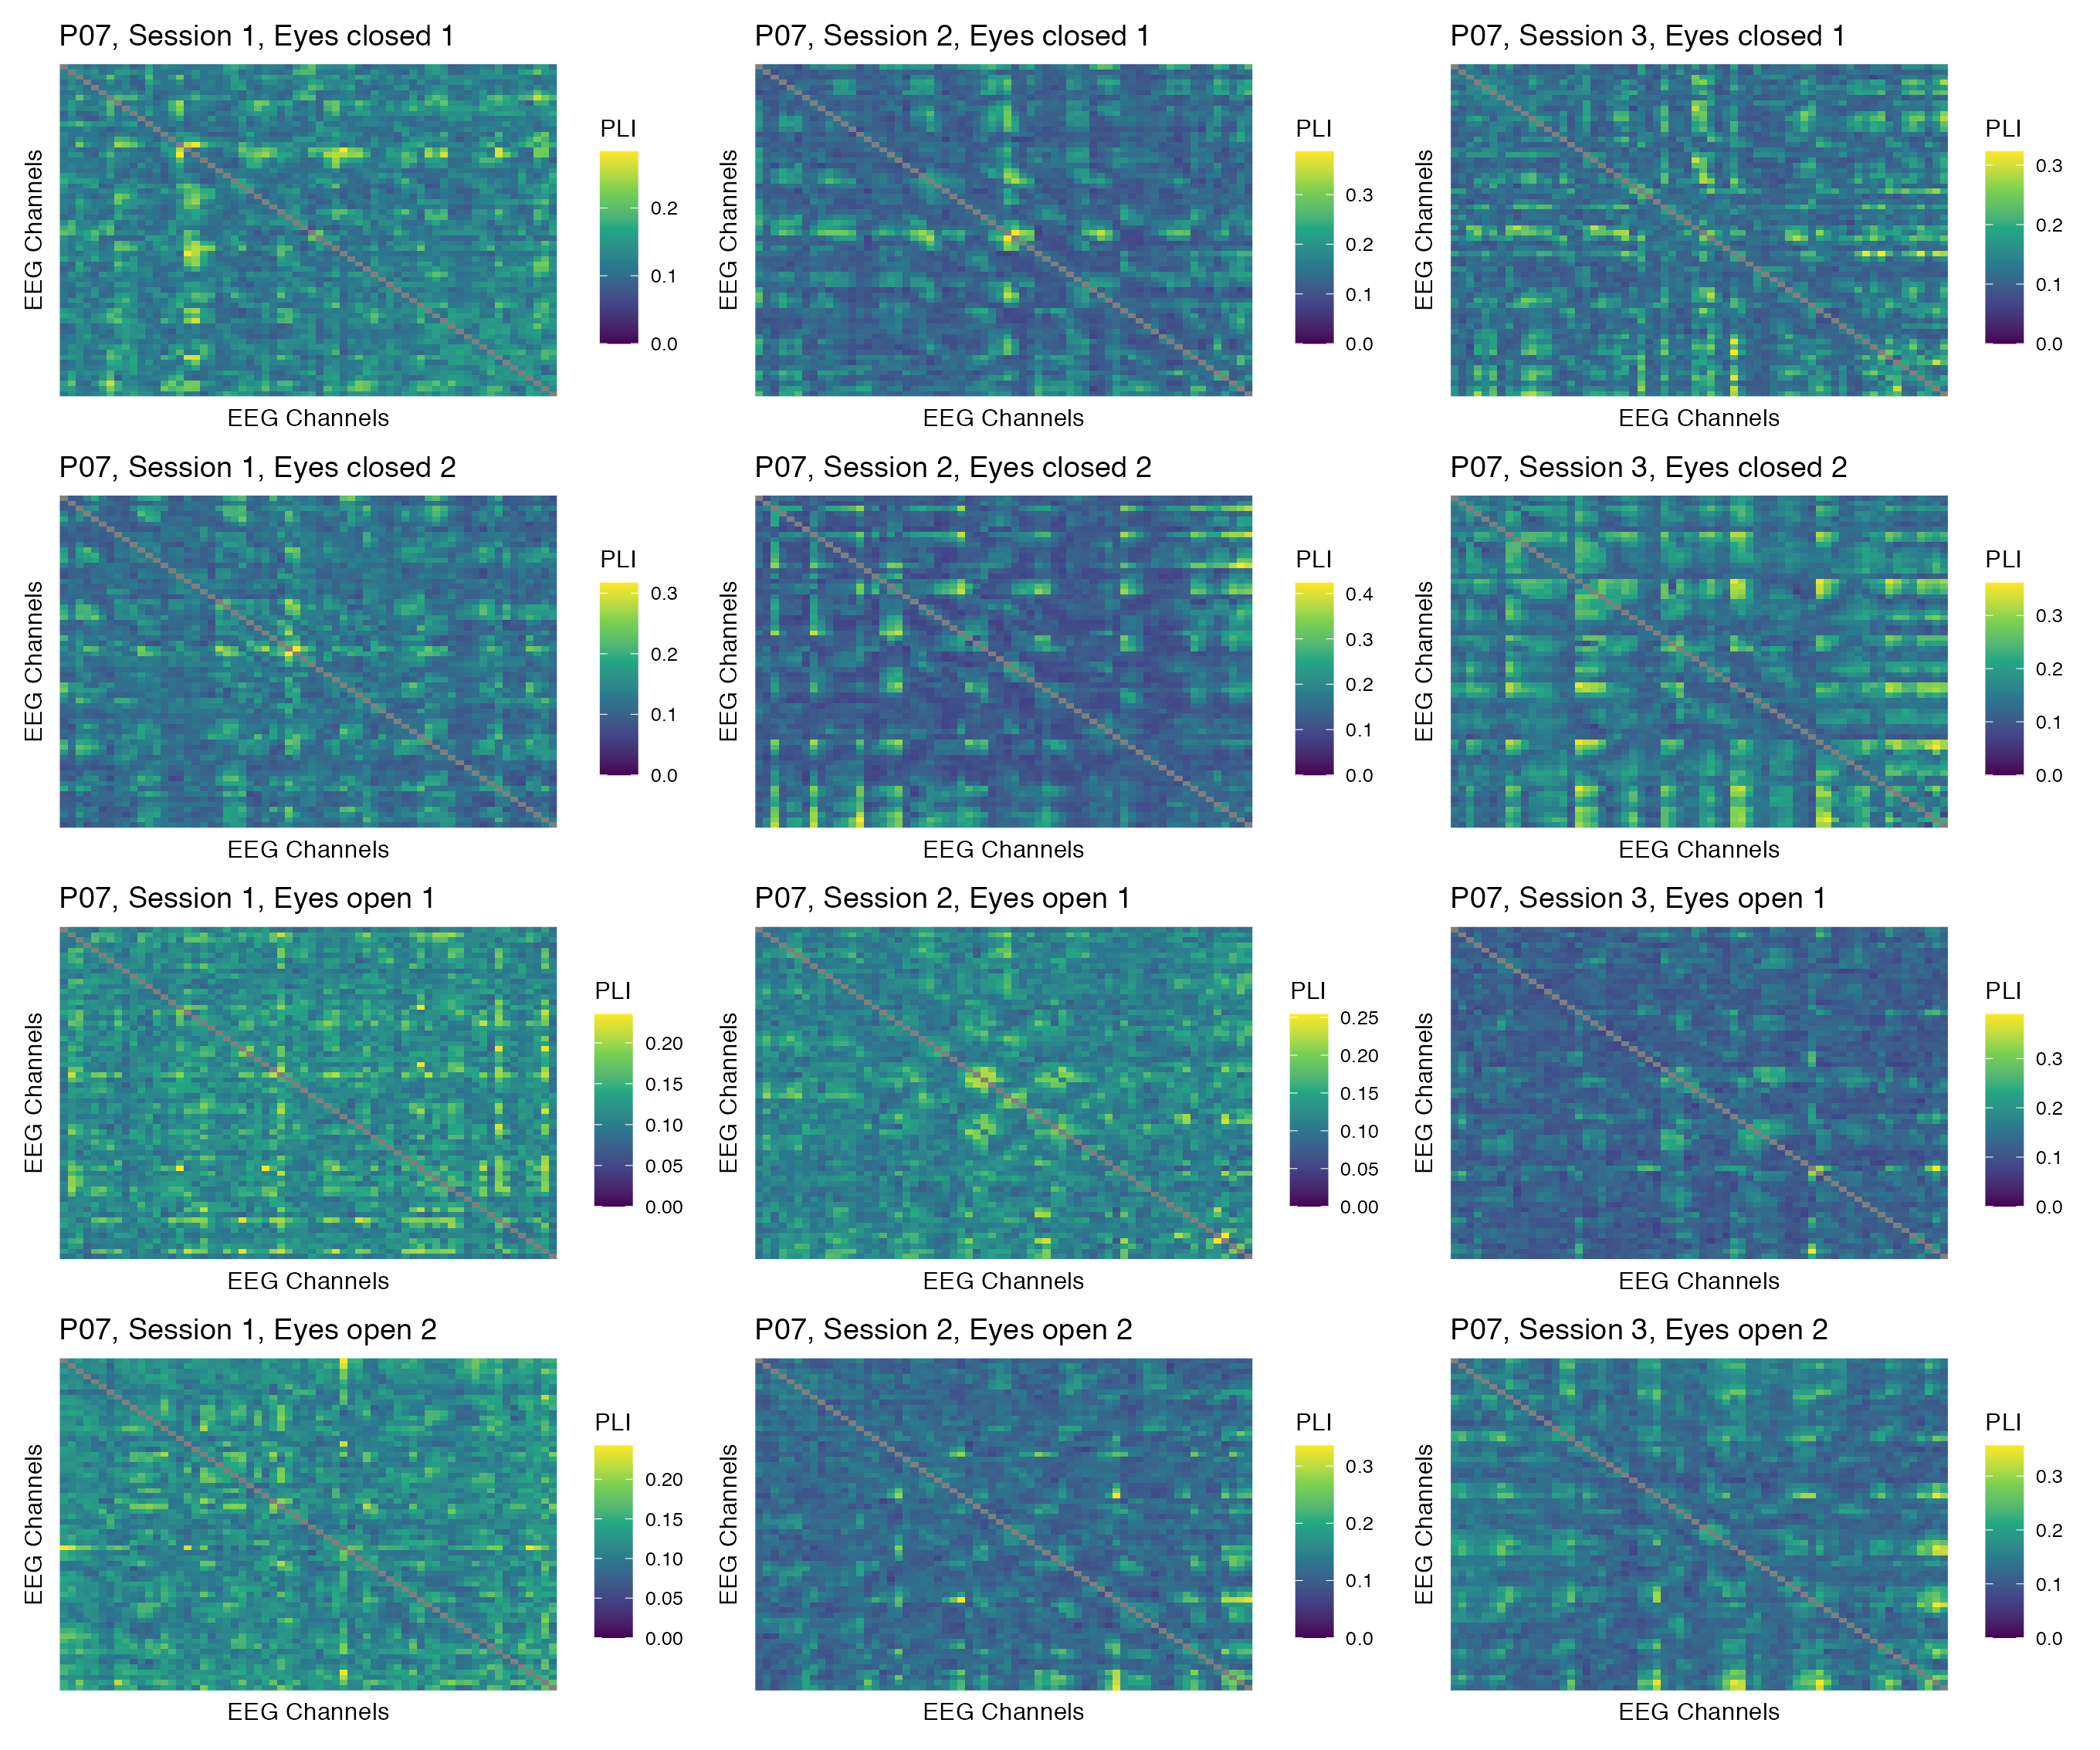 P07, Session 1, Eyes closed 1
EEG Channels
EEG Channels
PLI
0.2
0.1
0.0
P07, Session 2, Eyes closed 1
EEG Channels
EEG Channels
PLI
0.3
0.2
0.1
0.0
P07, Session 3, Eyes closed 1
EEG Channels
EEG Channels
PLI
0.3
0.2
0.1
0.0
P07, Session 1, Eyes closed 2
EEG Channels
EEG Channels
PLI
0.3
0.2
0.1
0.0
P07, Session 2, Eyes closed 2
EEG Channels
EEG Channels
PLI
0.4
0.3
0.2
0.1
0.0
P07, Session 3, Eyes closed 2
EEG Channels
EEG Channels
PLI
0.3
0.2
0.1
0.0
P07, Session 1, Eyes open 1
EEG Channels
EEG Channels
PLI
0.20
0.15
0.10
0.05
0.00
P07, Session 2, Eyes open 1
EEG Channels
EEG Channels
PLI
0.25
0.20
0.15
0.10
0.05
0.00
P07, Session 3, Eyes open 1
EEG Channels
EEG Channels
PLI
0.3
0.2
0.1
0.0
P07, Session 1, Eyes open 2
EEG Channels
EEG Channels
PLI
0.20
0.15
0.10
0.05
0.00
P07, Session 2, Eyes open 2
EEG Channels
EEG Channels
PLI
0.3
0.2
0.1
0.0
P07, Session 3, Eyes open 2
EEG Channels
EEG Channels
PLI
0.3
0.2
0.1
0.0